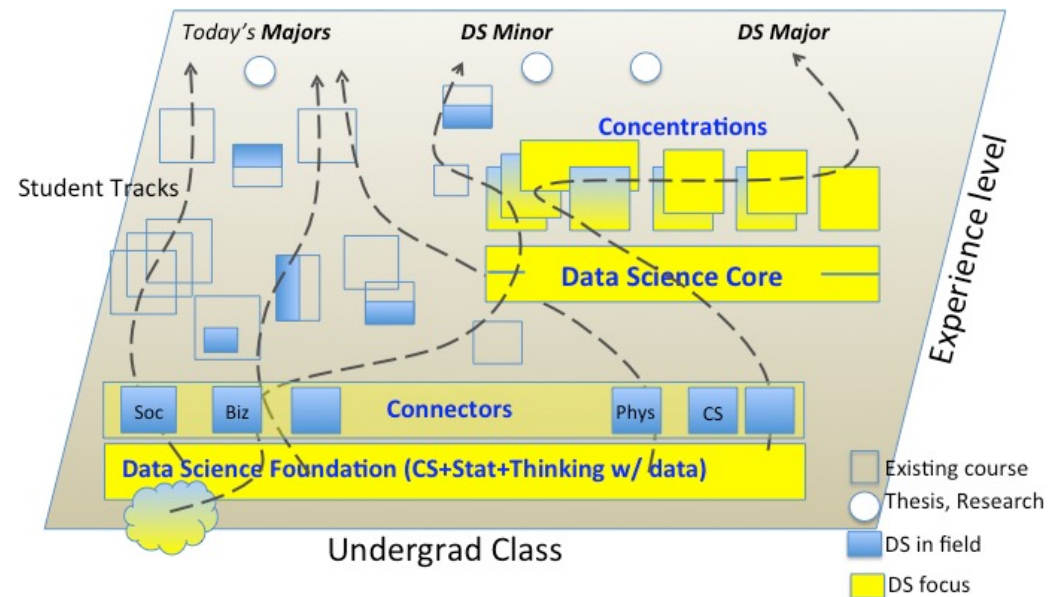 Today's Majors
DS Minor
DS Major
Concentrations
Student Tracks
Experience level
Data Science Core
Soc
Biz
Connectors
Phys
CS
Data Science Foundation (CS+Stat+Thinking w/ data)
Undergrad Class
Existing course
Thesis, Research
DS in field
DS focus